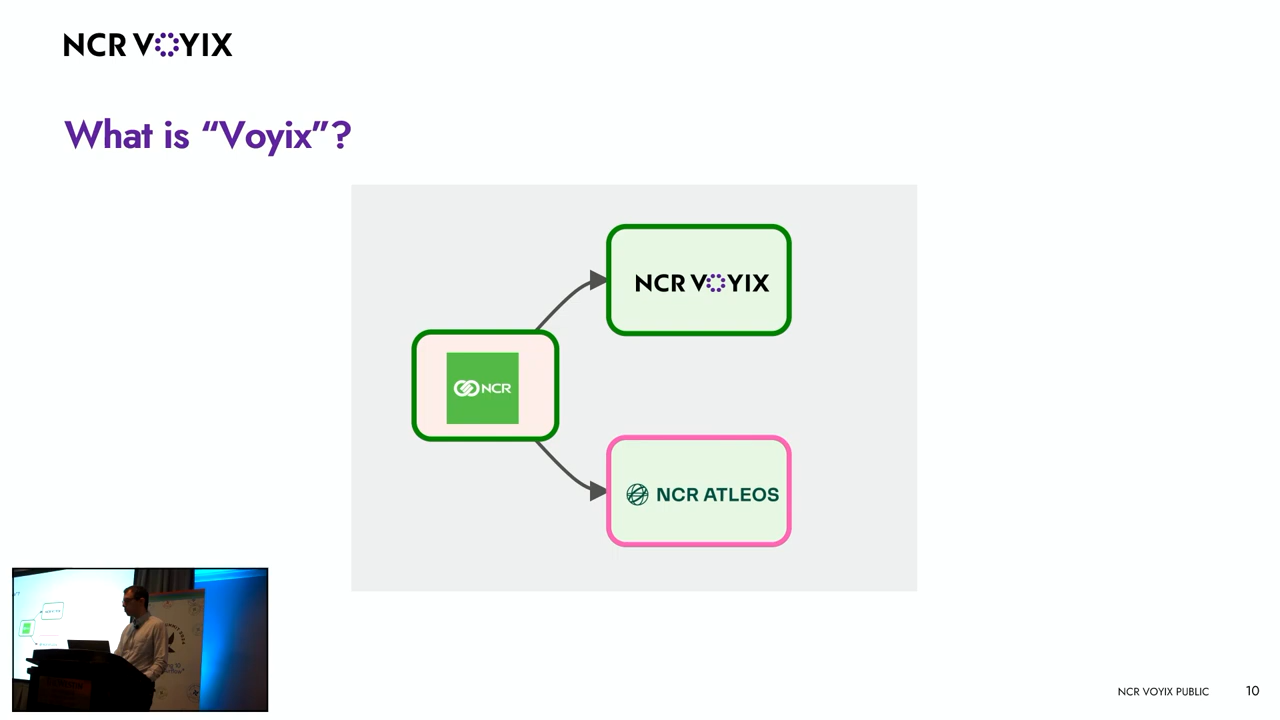 NCR VOYIX
What is “Voyix”?
NCR VOYIX
NCR
NCR ATLEOS
NCR VOYIX PUBLIC
10